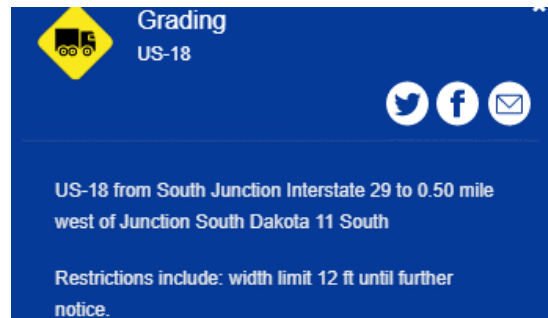 Grading
US-18
US-18 from South Junction Interstate 29 to 0.50 mile
west of Junction South Dakota 11 South
Restrictions include: width limit 12 ft until further
notice.